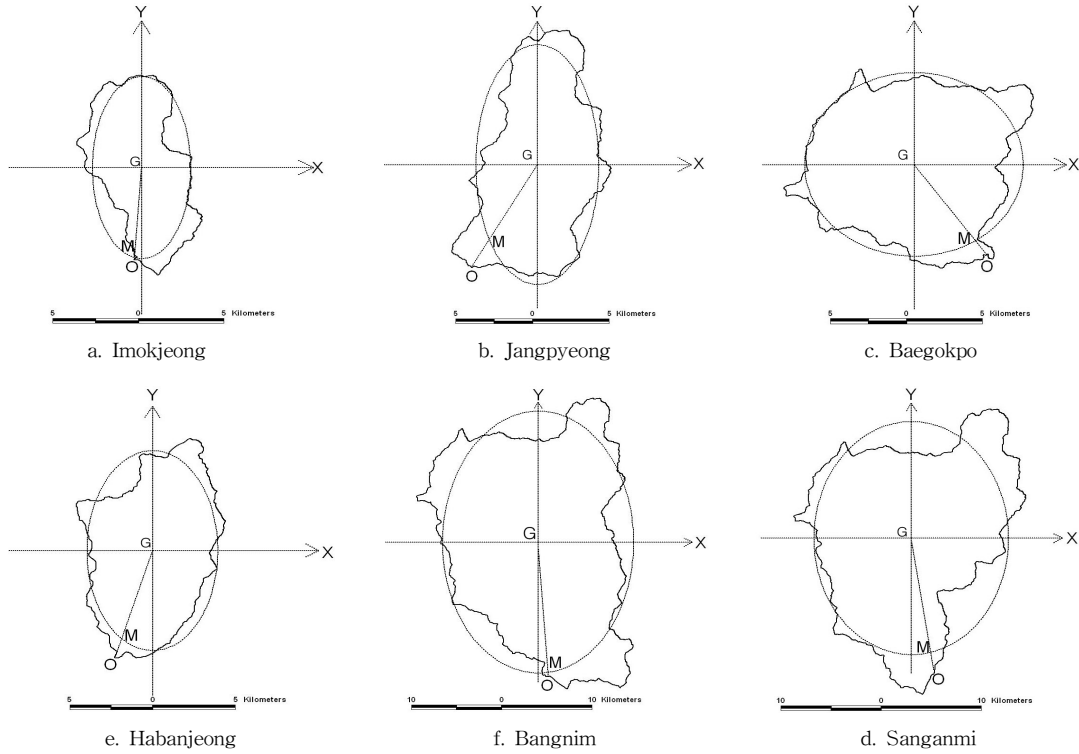 Y
G
X
M
O
5 0 5 Kilometers
a. Imokjeong
Y
G
X
M
O
5 0 5 Kilometers
b. Jangpyeong
Y
G
X
M
O
5 0 5 Kilometers
c. Baegokpo
Y
G
X
M
O
5 0 5 Kilometers
e. Habanjeong
Y
G
X
M
O
10 0 10 Kilometers
f. Bangnim
Y
G
X
M
O
10 0 10 Kilometers
d. Sanganmi